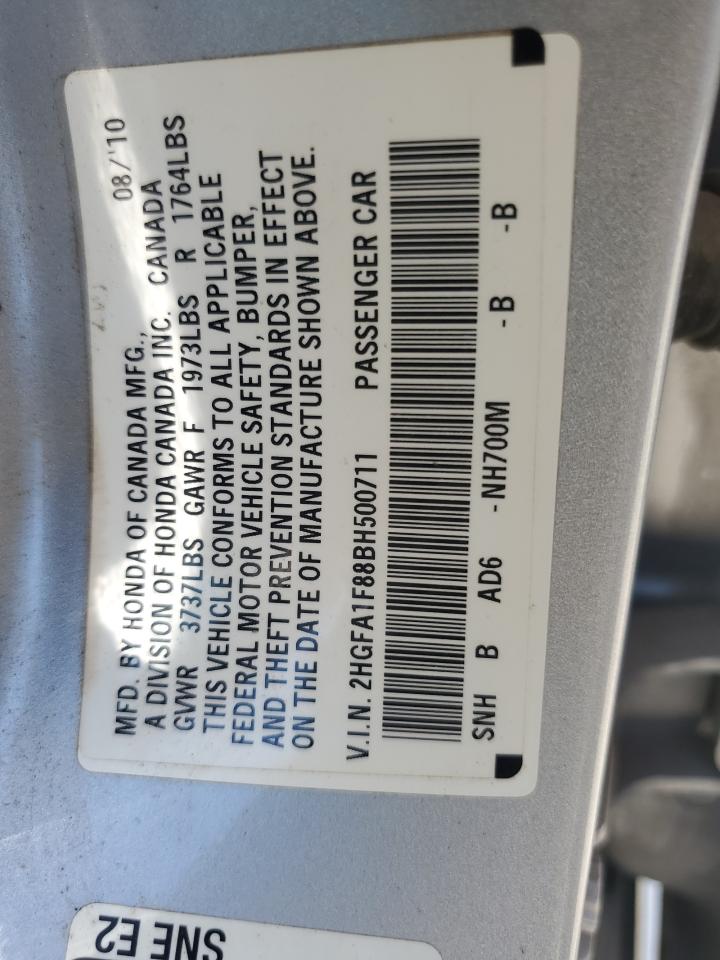 MFD. BY HONDA OF CANADA MFG., 08/'10
A DIVISION OF HONDA CANADA INC. CANADA
GVWR 3737LBS GAWR F 1973LBS R 1764LBS
THIS VEHICLE CONFORMS TO ALL APPLICABLE
FEDERAL MOTOR VEHICLE SAFETY, BUMPER,
AND THEFT PREVENTION STANDARDS IN EFFECT
ON THE DATE OF MANUFACTURE SHOWN ABOVE.
V.I.N. 2HGFA1F88BH500711 PASSENGER CAR
SNH B AD6 -NH700M -B -B
SNE E2